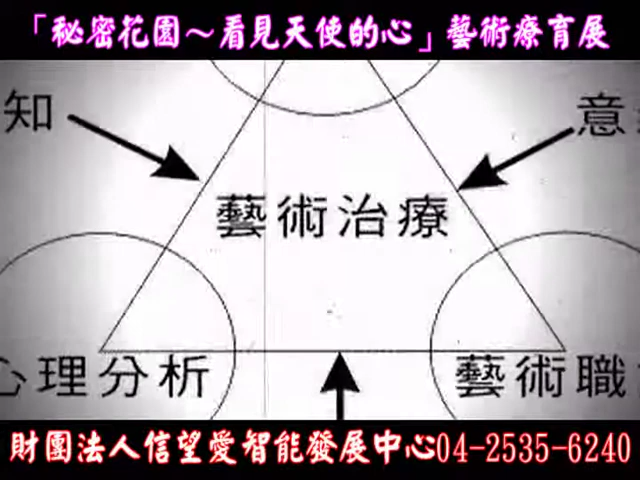 「秘密花園~看見天使的心」藝術療育展
知
意
藝術治療
心理分析
藝術職
財團法人信望愛智能發展中心04-2535-6240